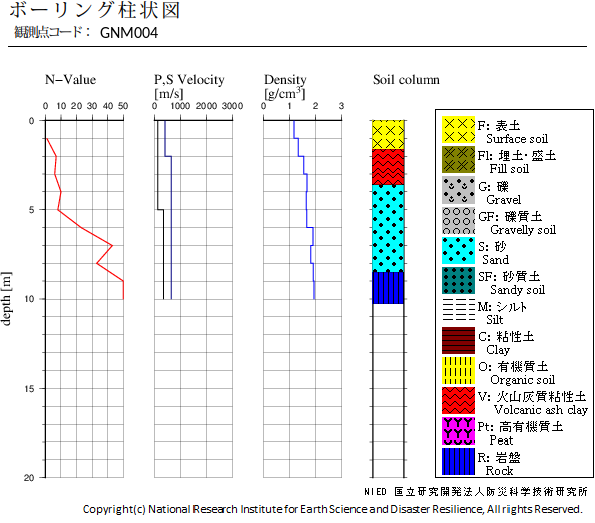 ボーリング柱状図
観測点コード： GNM004
N-Value
P,S Velocity
[m/s]
Density
[g/cm³]
Soil column
0 10 20 30 40 50
0 1000 2000 3000
0 1 2 3
0
5
10
15
20
depth [m]
F: 表土
Surface soil
Fl: 埋土・盛土
Fill soil
G: 礫
Gravel
GF: 礫質土
Gravelly soil
S: 砂
Sand
SF: 砂質土
Sandy soil
M: シルト
Silt
C: 粘性土
Clay
O: 有機質土
Organic soil
V: 火山灰質粘性土
Volcanic ash clay
Pt: 高有機質土
Peat
R: 岩盤
Rock
NIED 国立研究開発法人防災科学技術研究所
Copyright(c) National Research Institute for Earth Science and Disaster Resilience, All rights Reserved.